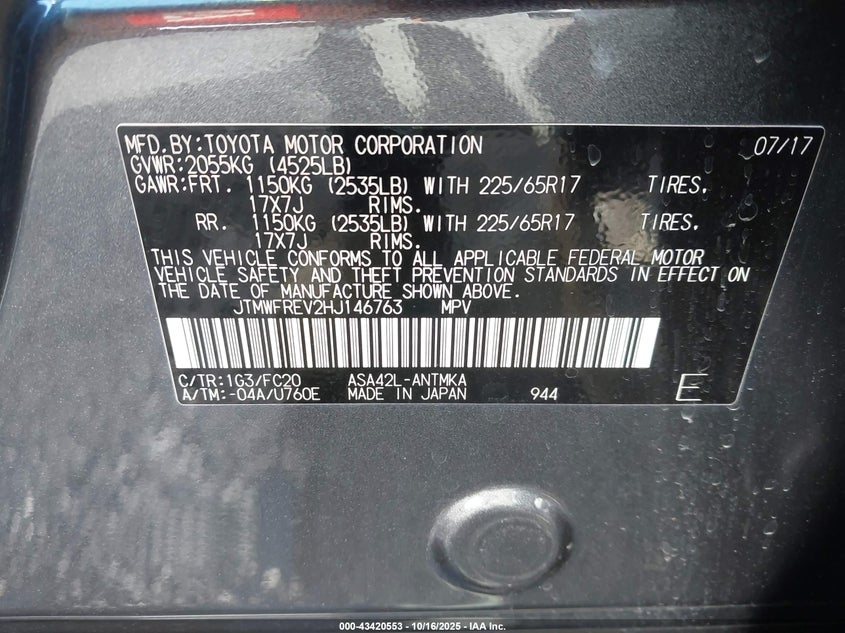 MFD.BY:TOYOTA MOTOR CORPORATION 07/17
GVWR:2055KG (4525LB)
GAWR:FRT. 1150KG (2535LB) WITH 225/65R17 TIRES,
17X7J RIMS.
RR. 1150KG (2535LB) WITH 225/65R17 TIRES,
17X7J RIMS.
THIS VEHICLE CONFORMS TO ALL APPLICABLE FEDERAL MOTOR
VEHICLE SAFETY AND THEFT PREVENTION STANDARDS IN EFFECT ON
THE DATE OF MANUFACTURE SHOWN ABOVE.
JTMWFREV2HJ146763 MPV
C/TR:1G3/FC20 ASA42L-ANTMKA
A/TM:-04A/U760E MADE IN JAPAN 944 E
000-43420553 - 10/16/2025 - IAA Inc.